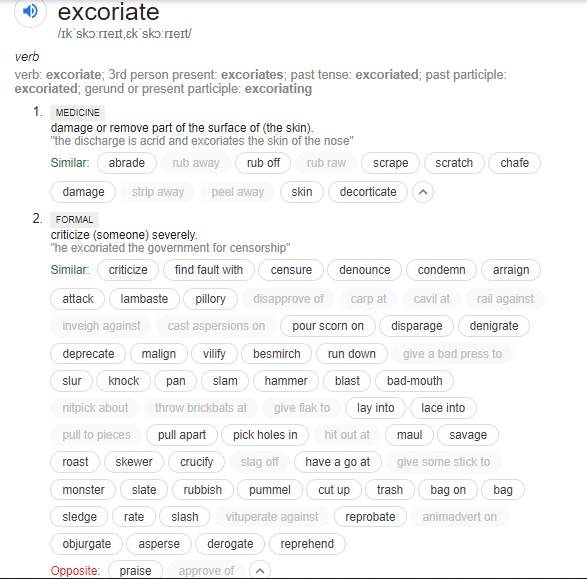 excoriate
/ɪkˈskɔːrɪeɪt,ɛkˈskɔːrɪeɪt/
verb
verb: excoriate; 3rd person present: excoriates; past tense: excoriated; past participle:
excoriated; gerund or present participle: excoriating
1. MEDICINE
damage or remove part of the surface of (the skin).
"the discharge is acrid and excoriates the skin of the nose"
Similar: abrade rub away rub off rub raw scrape scratch chafe
damage strip away peel away skin decorticate
2. FORMAL
criticize (someone) severely.
"he excoriated the government for censorship"
Similar: criticize find fault with censure denounce condemn arraign
attack lambaste pillory disapprove of carp at cavil at rail against
inveigh against cast aspersions on pour scorn on disparage denigrate
deprecate malign vilify besmirch run down give a bad press to
slur knock pan slam hammer blast bad-mouth
nitpick about throw brickbats at give flak to lay into lace into
pull to pieces pull apart pick holes in hit out at maul savage
roast skewer crucify slag off have a go at give some stick to
monster slate rubbish pummel cut up trash bag on bag
sledge rate slash vituperate against reprobate animadvert on
objurgate asperse derogate reprehend
Opposite: praise approve of